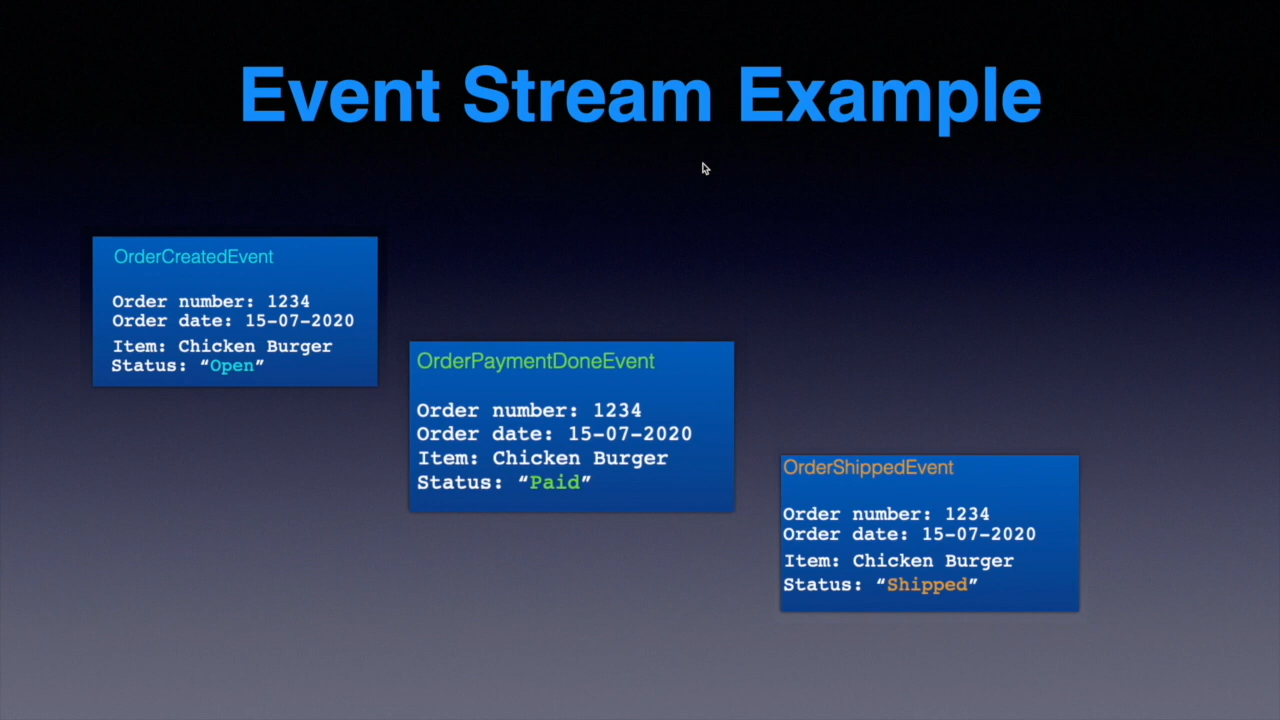 Event Stream Example
OrderCreatedEvent
Order number: 1234
Order date: 15-07-2020
Item: Chicken Burger
Status: “Open”
OrderPaymentDoneEvent
Order number: 1234
Order date: 15-07-2020
Item: Chicken Burger
Status: “Paid”
OrderShippedEvent
Order number: 1234
Order date: 15-07-2020
Item: Chicken Burger
Status: “Shipped”